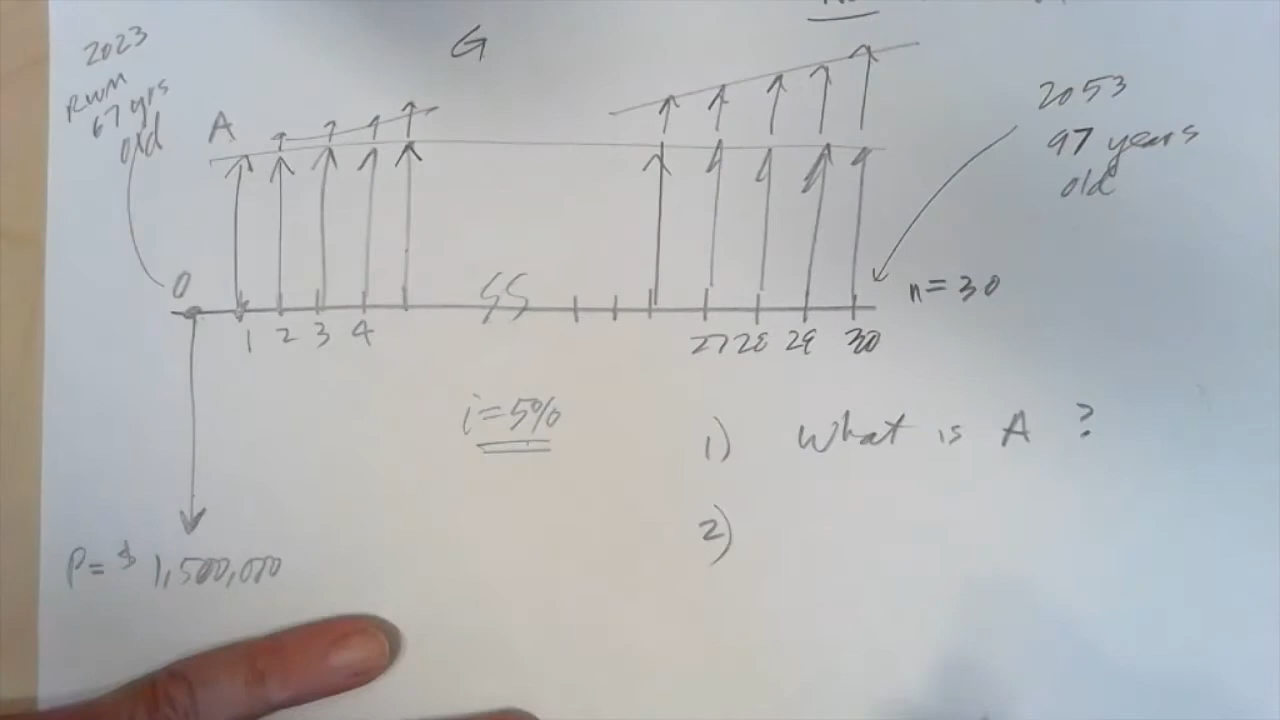 2023
RWM
67 yrs
old
G
A
2053
97 years
old
0
1 2 3 4
27 28 29 30
n=30
i=5%
1) What is A ?
2)
P= $ 1,500,000